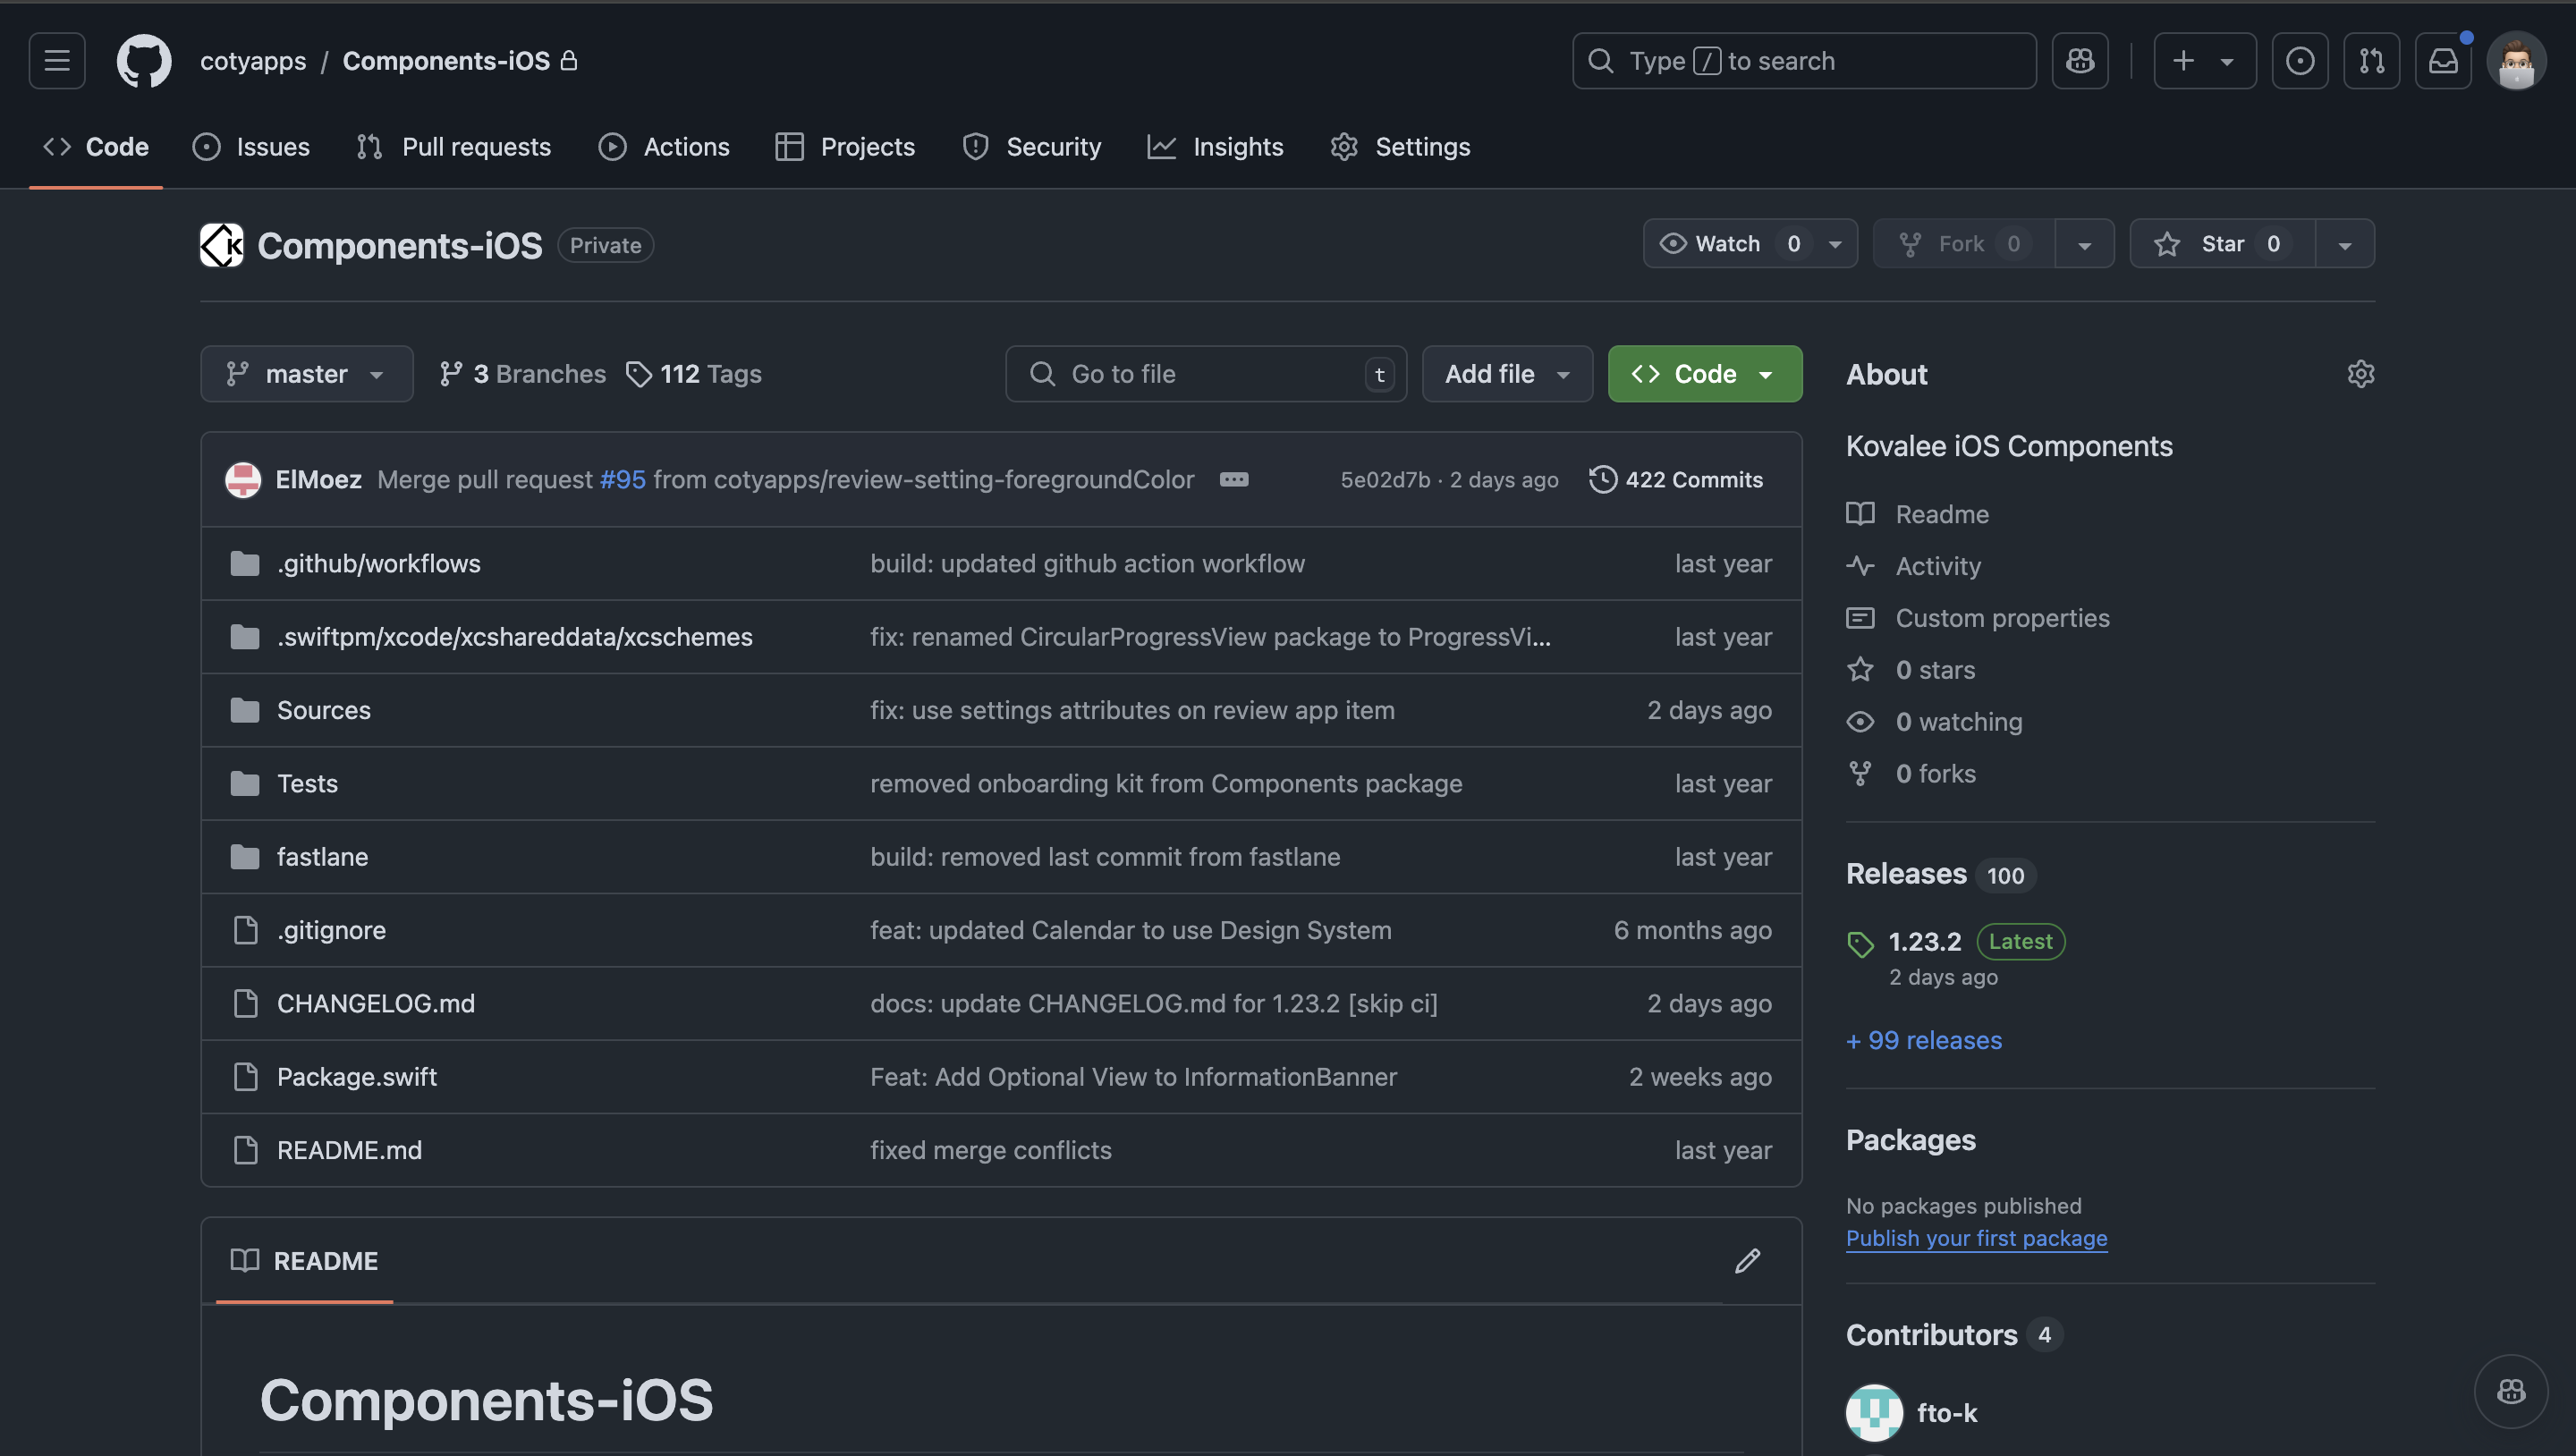 cotyapps / Components-iOS
Type / to search
Code Issues Pull requests Actions Projects Security Insights Settings
K Components-iOS Private
Watch 0 Fork 0 Star 0
master 3 Branches 112 Tags
Go to file t Add file Code
ElMoez Merge pull request #95 from cotyapps/review-setting-foregroundColor 5e02d7b · 2 days ago 422 Commits
.github/workflows build: updated github action workflow last year
.swiftpm/xcode/xcshareddata/xcschemes fix: renamed CircularProgressView package to ProgressVi... last year
Sources fix: use settings attributes on review app item 2 days ago
Tests removed onboarding kit from Components package last year
fastlane build: removed last commit from fastlane last year
.gitignore feat: updated Calendar to use Design System 6 months ago
CHANGELOG.md docs: update CHANGELOG.md for 1.23.2 [skip ci] 2 days ago
Package.swift Feat: Add Optional View to InformationBanner 2 weeks ago
README.md fixed merge conflicts last year
README
Components-iOS
About
Kovalee iOS Components
Readme
Activity
Custom properties
0 stars
0 watching
0 forks
Releases 100
1.23.2 Latest
2 days ago
+ 99 releases
Packages
No packages published
Publish your first package
Contributors 4
fto-k